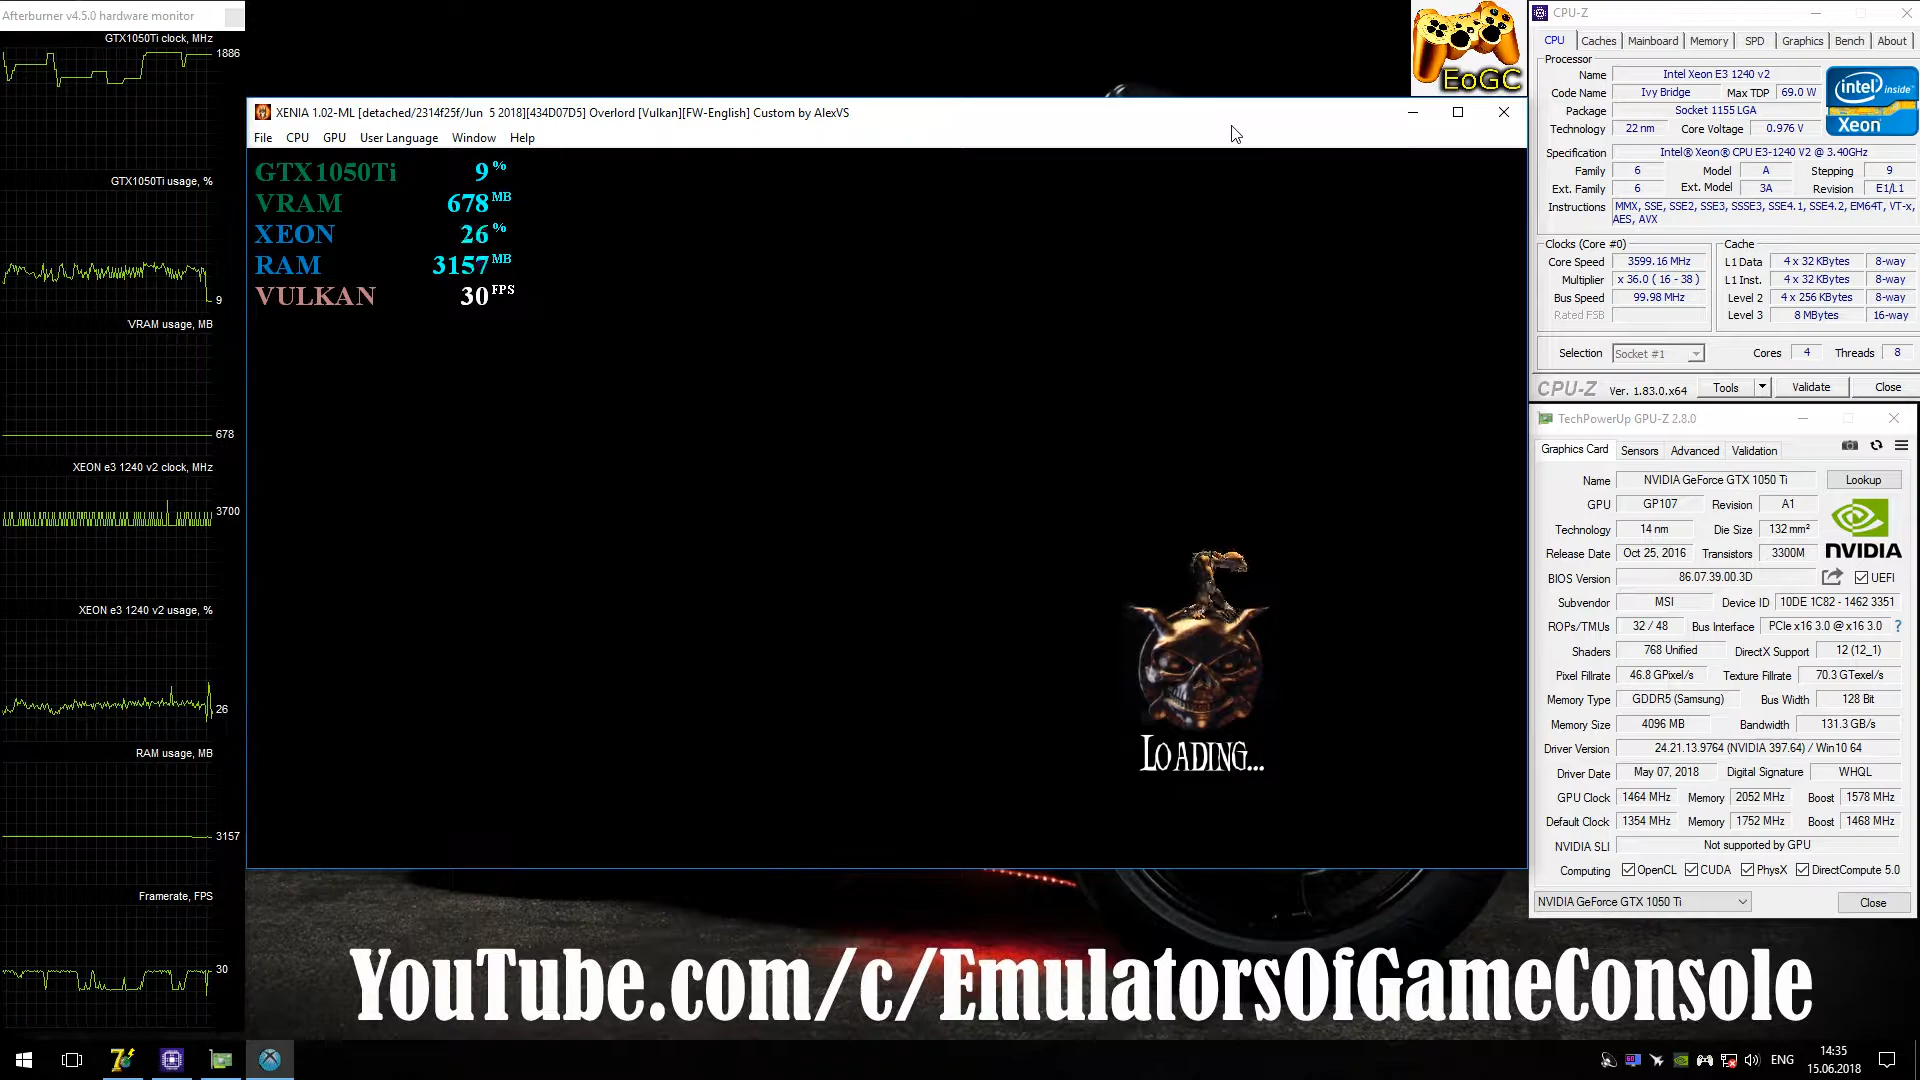 Afterburner v4.5.0 hardware monitor
GTX1050Ti clock, MHz
1886
GTX1050Ti usage, %
9
VRAM usage, MB
678
XEON e3 1240 v2 clock, MHz
3700
XEON e3 1240 v2 usage, %
26
RAM usage, MB
3157
Framerate, FPS
30
EoGC
XENIA 1.02-ML [detached/2314f25f/Jun  5 2018][434D07D5] Overlord [Vulkan][FW-English] Custom by AlexVS
File CPU GPU User Language Window Help
GTX1050Ti 9 %
VRAM 678 MB
XEON 26 %
RAM 3157 MB
VULKAN 30 FPS
LOADING...
CPU-Z
CPU Caches Mainboard Memory SPD Graphics Bench About
Processor
Name Intel Xeon E3 1240 v2
Code Name Ivy Bridge Max TDP 69.0 W
Package Socket 1155 LGA
Technology 22 nm Core Voltage 0.976 V
intel inside™
Xeon
Specification Intel® Xeon® CPU E3-1240 V2 @ 3.40GHz
Family 6 Model A Stepping 9
Ext. Family 6 Ext. Model 3A Revision E1/L1
Instructions MMX, SSE, SSE2, SSE3, SSSE3, SSE4.1, SSE4.2, EM64T, VT-x,
AES, AVX
Clocks (Core #0)
Core Speed 3599.16 MHz
Multiplier x 36.0 ( 16 - 38 )
Bus Speed 99.98 MHz
Rated FSB
Cache
L1 Data 4 x 32 KBytes 8-way
L1 Inst. 4 x 32 KBytes 8-way
Level 2 4 x 256 KBytes 8-way
Level 3 8 MBytes 16-way
Selection Socket #1 Cores 4 Threads 8
CPU-Z Ver. 1.83.0.x64 Tools Validate Close
TechPowerUp GPU-Z 2.8.0
Graphics Card Sensors Advanced Validation
Name NVIDIA GeForce GTX 1050 Ti Lookup
GPU GP107 Revision A1
Technology 14 nm Die Size 132 mm²
Release Date Oct 25, 2016 Transistors 3300M
NVIDIA
BIOS Version 86.07.39.00.3D UEFI
Subvendor MSI Device ID 10DE 1C82 - 1462 3351
ROPs/TMUs 32 / 48 Bus Interface PCIe x16 3.0 @ x16 3.0 ?
Shaders 768 Unified DirectX Support 12 (12_1)
Pixel Fillrate 46.8 GPixel/s Texture Fillrate 70.3 GTexel/s
Memory Type GDDR5 (Samsung) Bus Width 128 Bit
Memory Size 4096 MB Bandwidth 131.3 GB/s
Driver Version 24.21.13.9764 (NVIDIA 397.64) / Win10 64
Driver Date May 07, 2018 Digital Signature WHQL
GPU Clock 1464 MHz Memory 2052 MHz Boost 1578 MHz
Default Clock 1354 MHz Memory 1752 MHz Boost 1468 MHz
NVIDIA SLI Not supported by GPU
Computing OpenCL CUDA PhysX DirectCompute 5.0
NVIDIA GeForce GTX 1050 Ti Close
YouTube.com/c/EmulatorsOfGameConsole
ENG
14:35
15.06.2018